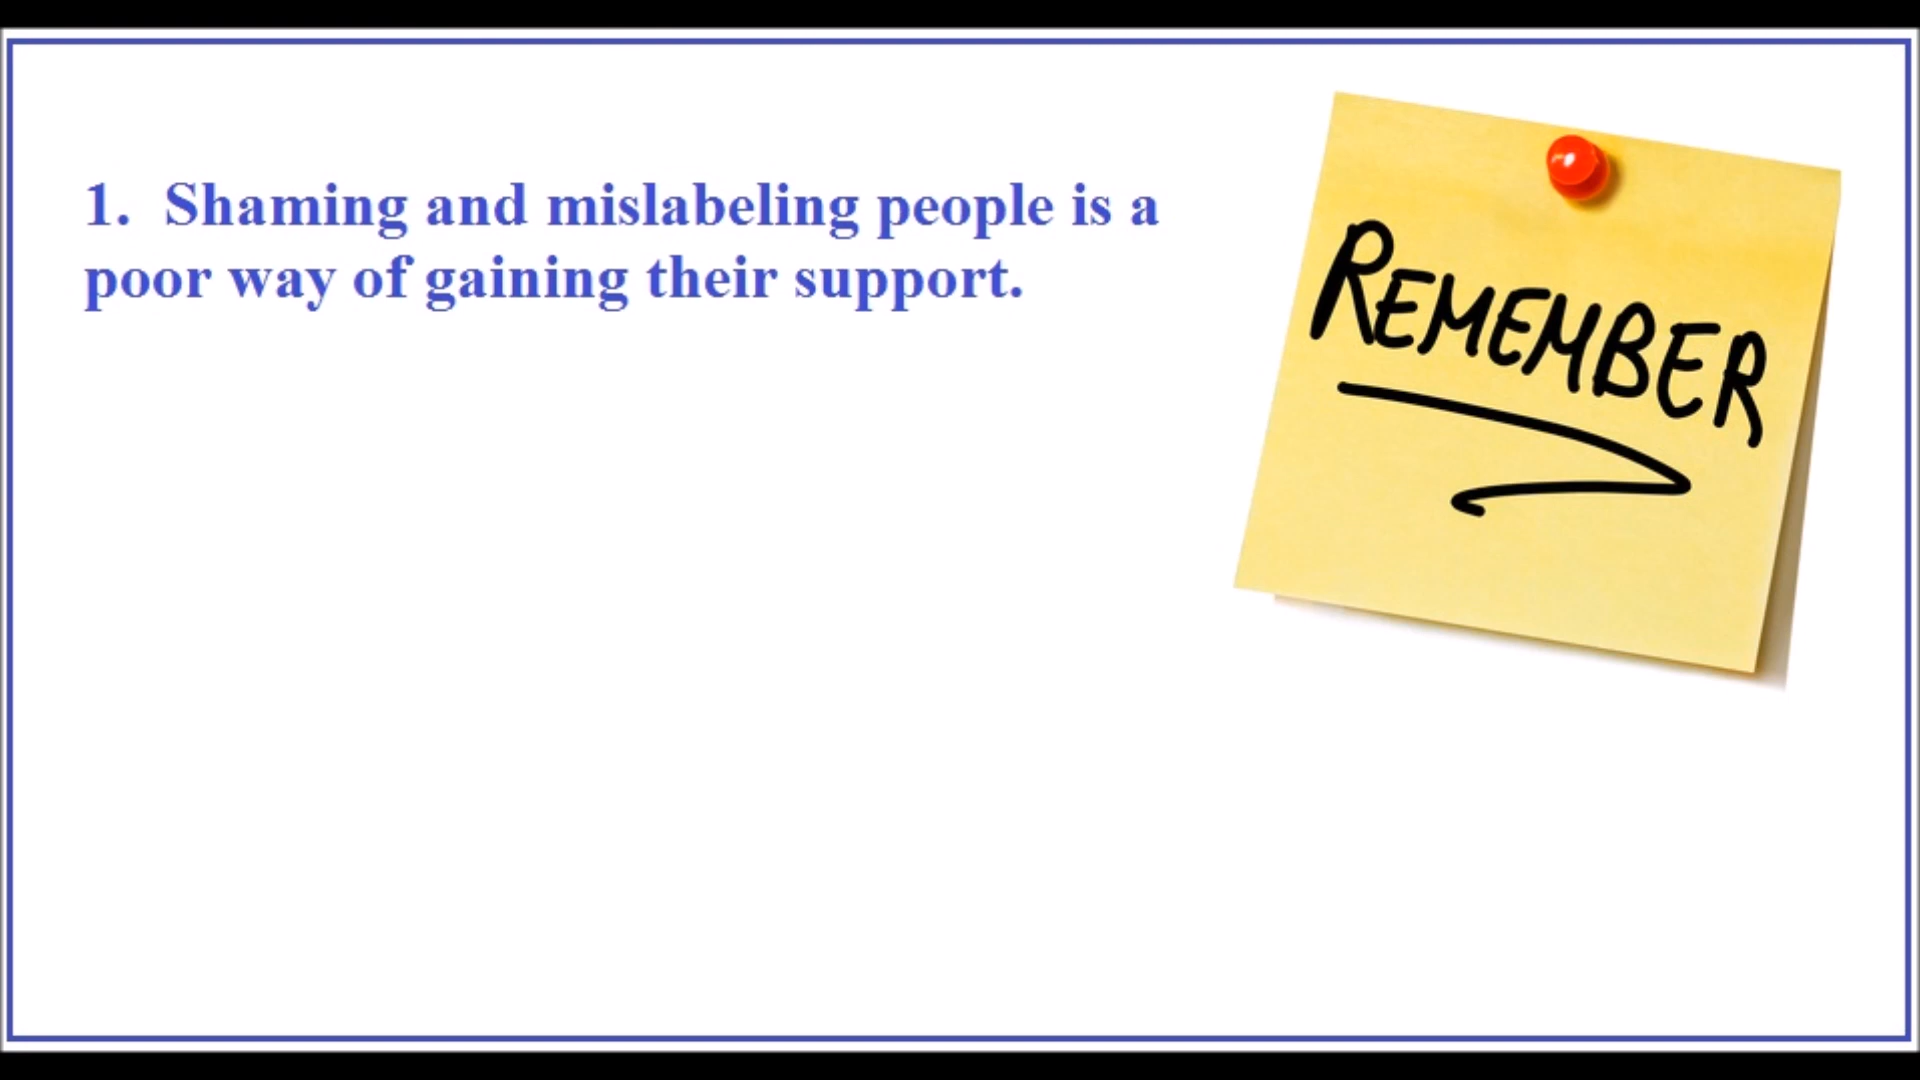 1. Shaming and mislabeling people is a
poor way of gaining their support.
REMEMBER